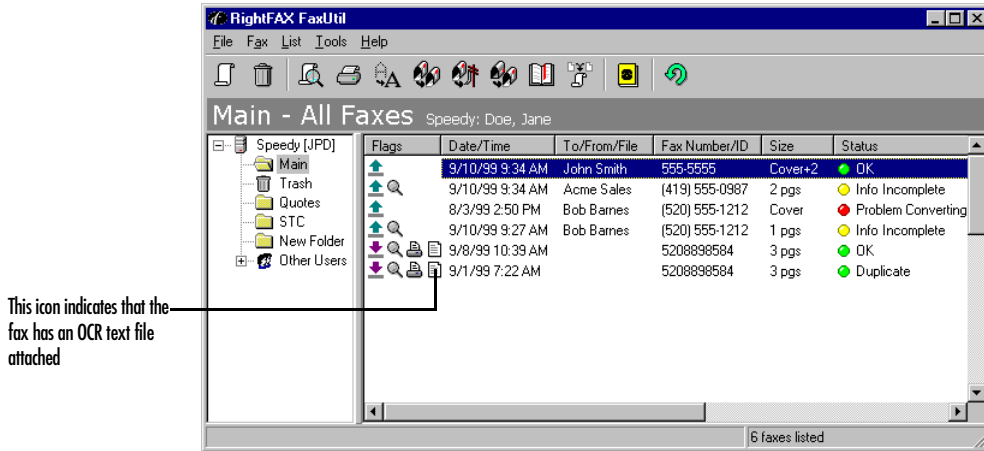 RightFAX FaxUtil
File Fax List Tools Help
Main - All Faxes Speedy: Doe, Jane
Speedy [JPD]
Main
Trash
Quotes
STC
New Folder
Other Users
Flags Date/Time To/From/File Fax Number/ID Size Status
9/10/99 9:34 AM John Smith 555-5555 Cover+2 OK
9/10/99 9:34 AM Acme Sales (419) 555-0987 2 pgs Info Incomplete
8/3/99 2:50 PM Bob Barnes (520) 555-1212 Cover Problem Converting
9/10/99 9:27 AM Bob Barnes (520) 555-1212 1 pgs Info Incomplete
9/8/99 10:39 AM 5208898584 3 pgs OK
9/1/99 7:22 AM 5208898584 3 pgs Duplicate
This icon indicates that the
fax has an OCR text file
attached
6 faxes listed